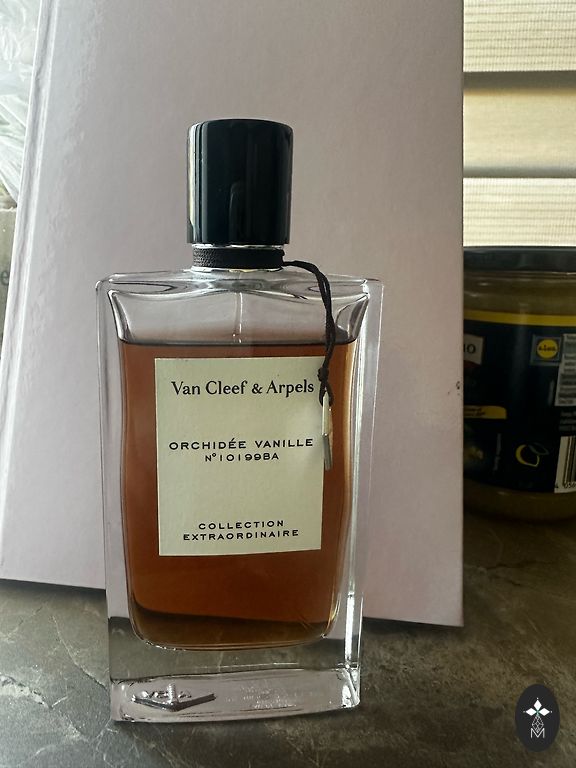 Van Cleef & Arpels
ORCHIDÉE VANILLE
N°10199BA
COLLECTION
EXTRAORDINAIRE
M